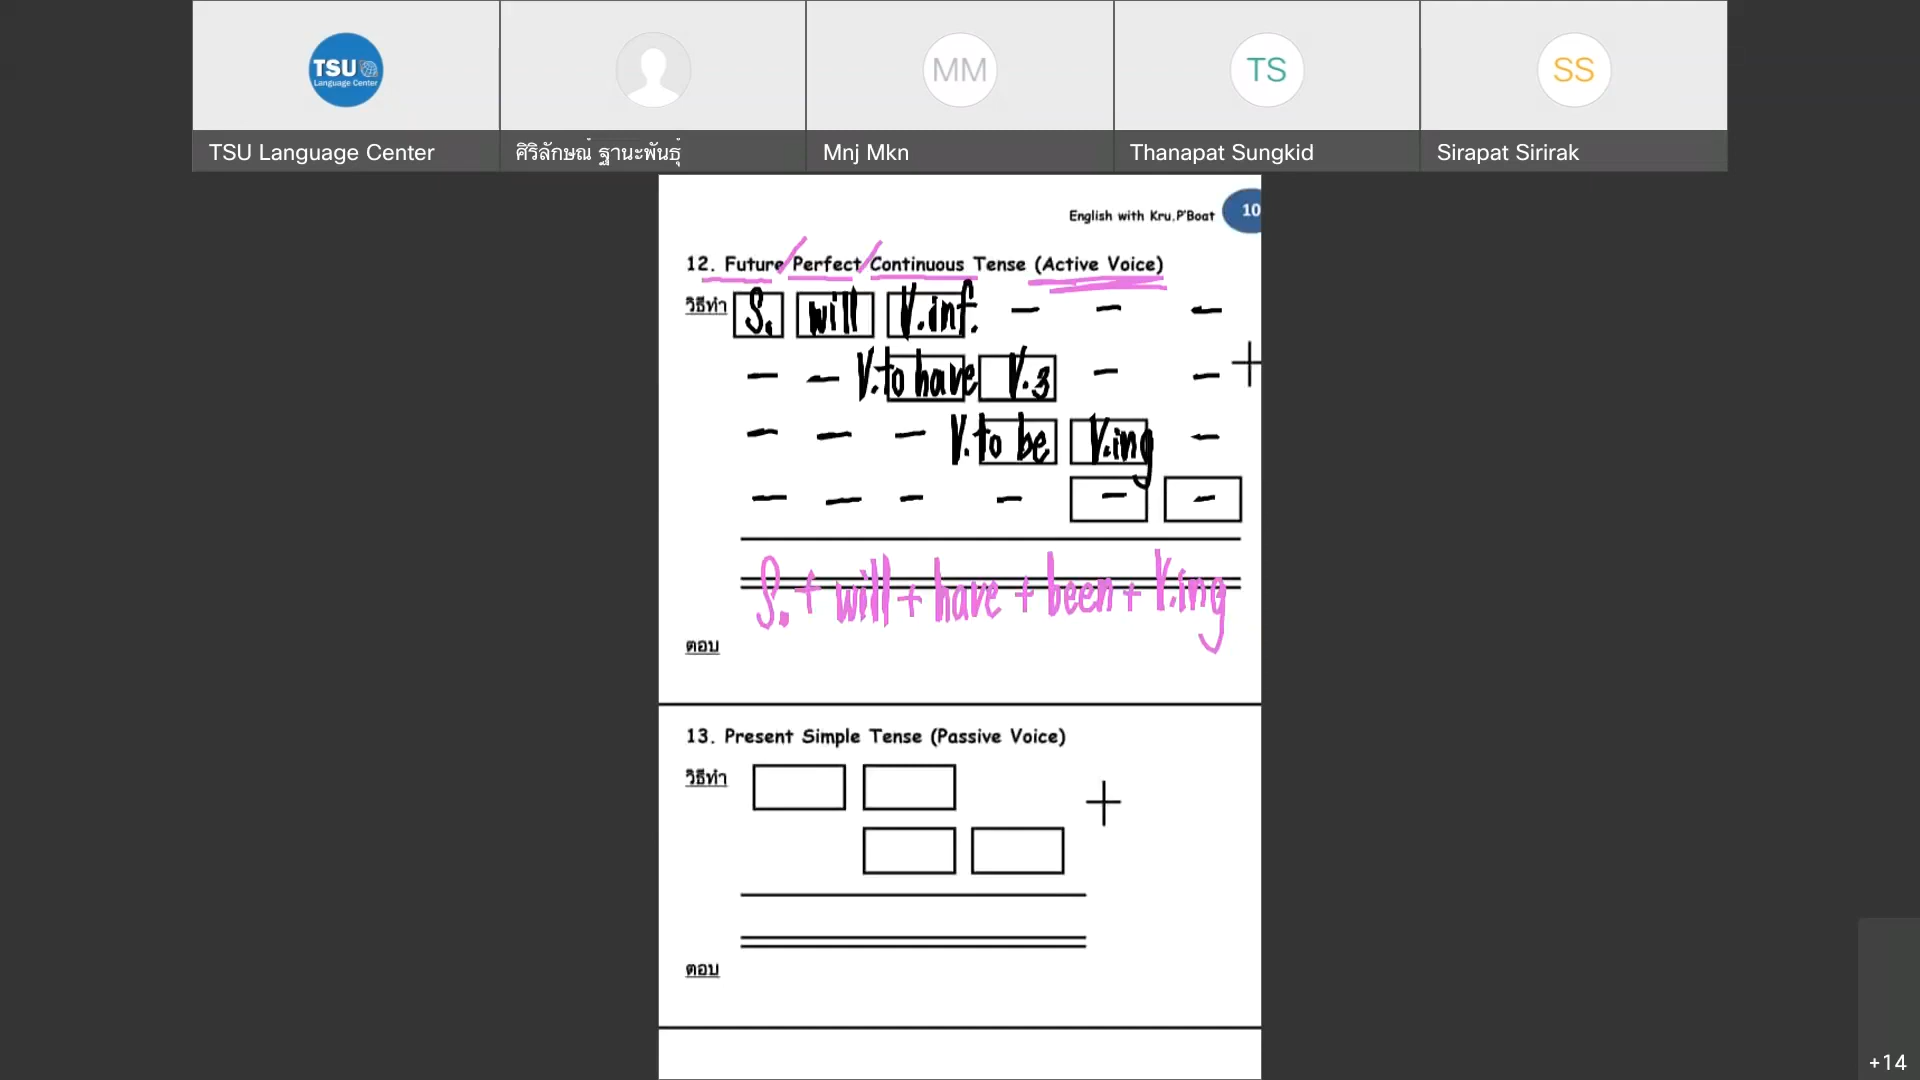 TSU
Language Center
MM
TS
SS
TSU Language Center
ศิริลักษณ์ ฐานะพันธุ์
Mnj Mkn
Thanapat Sungkid
Sirapat Sirirak
English with Kru.P'Boat
10
12. Future/Perfect/Continuous Tense (Active Voice)
วิธีทำ S. will V.inf. - - -
- - V.to have V.3 - - +
- - - V.to be V.ing -
- - - - - -
S. + will + have + been + V.ing
ตอบ
13. Present Simple Tense (Passive Voice)
วิธีทำ
+
ตอบ
+14